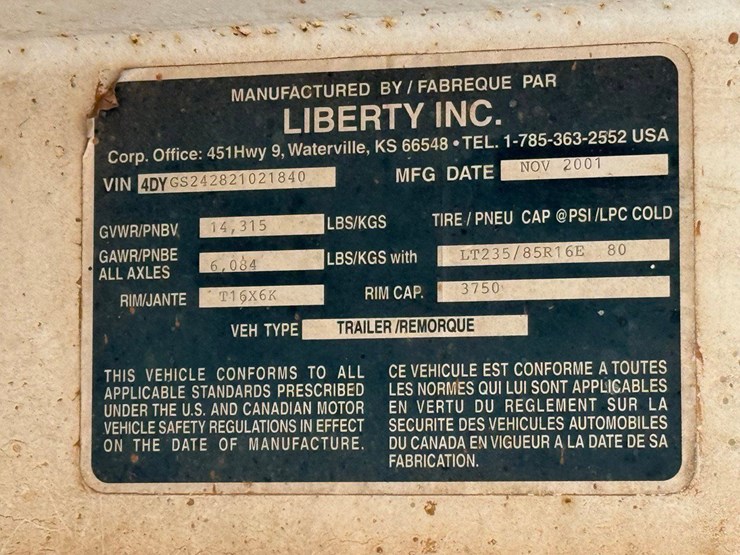 MANUFACTURED BY / FABREQUE PAR
LIBERTY INC.
Corp. Office: 451Hwy 9, Waterville, KS 66548 • TEL. 1-785-363-2552 USA
VIN 4DYGS242821021840 MFG DATE NOV 2001
GVWR/PNBV 14,315 LBS/KGS TIRE / PNEU CAP @PSI /LPC COLD
GAWR/PNBE
ALL AXLES 6,084 LBS/KGS with LT235/85R16E 80
RIM/JANTE T16X6K RIM CAP. 3750
VEH TYPE TRAILER /REMORQUE
THIS VEHICLE CONFORMS TO ALL
APPLICABLE STANDARDS PRESCRIBED
UNDER THE U.S. AND CANADIAN MOTOR
VEHICLE SAFETY REGULATIONS IN EFFECT
ON THE DATE OF MANUFACTURE.
CE VEHICULE EST CONFORME A TOUTES
LES NORMES QUI LUI SONT APPLICABLES
EN VERTU DU REGLEMENT SUR LA
SECURITE DES VEHICULES AUTOMOBILES
DU CANADA EN VIGUEUR A LA DATE DE SA
FABRICATION.